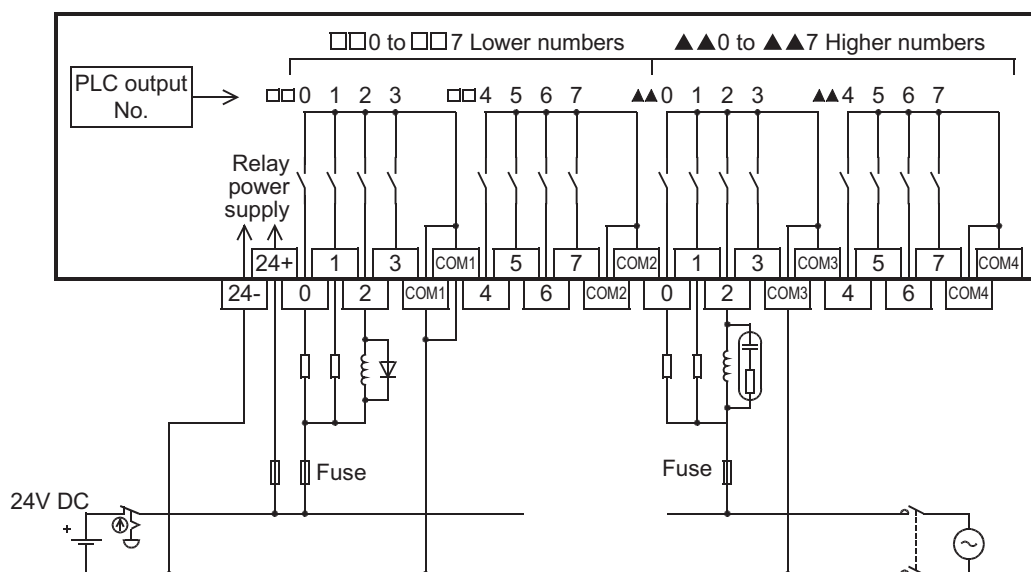 □□0 to □□7 Lower numbers ▲▲0 to ▲▲7 Higher numbers
PLC output
No.
□□0 1 2 3 □□4 5 6 7 ▲▲0 1 2 3 ▲▲4 5 6 7
Relay
power
supply
24+ 1 3 COM1 5 7 COM2 1 3 COM3 5 7 COM4
24- 0 2 COM1 4 6 COM2 0 2 COM3 4 6 COM4
Fuse Fuse
24V DC
+